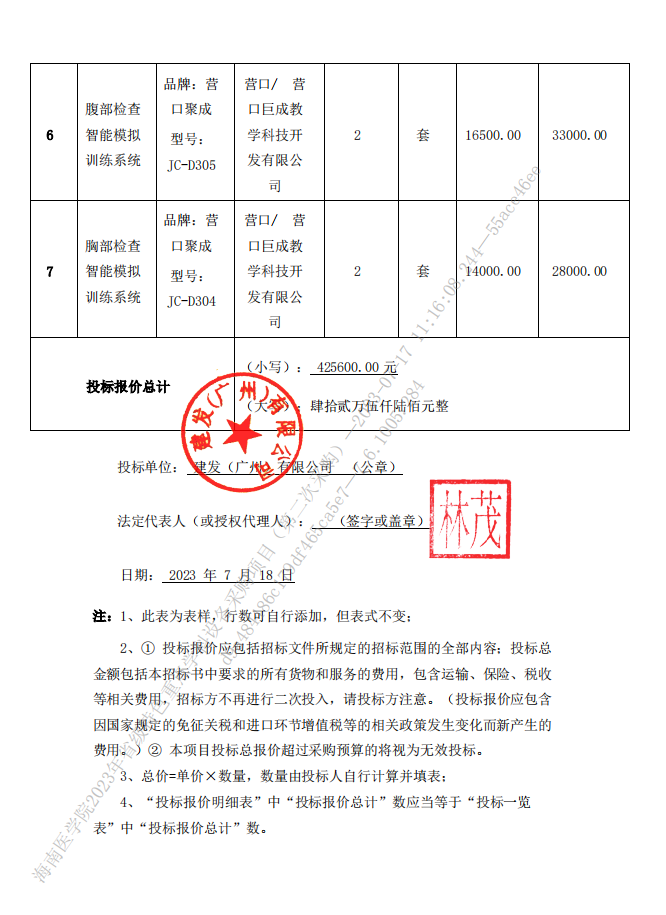 6 腹部检查智能模拟训练系统 品牌：营口聚成 型号：JC-D305 营口/ 营口巨成教学科技开发有限公司 2 套 16500.00 33000.00
7 胸部检查智能模拟训练系统 品牌：营口聚成 型号：JC-D304 营口/ 营口巨成教学科技开发有限公司 2 套 14000.00 28000.00
投标报价总计
（小写）：425600.00 元
（大写）：肆拾贰万伍仟陆佰元整
建发（广州）有限公司
投标单位：建发（广州）有限公司 （公章）
法定代表人（或授权代理人）： （签字或盖章）
林茂
日期：2023 年 7 月 18 日
注：1、此表为表样，行数可自行添加，但表式不变；
2、① 投标报价应包括招标文件所规定的招标范围的全部内容；投标总
金额包括本招标书中要求的所有货物和服务的费用，包含运输、保险、税收
等相关费用，招标方不再进行二次投入，请投标方注意。（投标报价应包含
因国家规定的免征关税和进口环节增值税等的相关政策发生变化而新产生的
费用。）② 本项目投标总报价超过采购预算的将视为无效投标。
3、总价=单价×数量，数量由投标人自行计算并填表；
4、“投标报价明细表”中“投标报价总计”数应当等于“投标一览
表”中“投标报价总计”数。